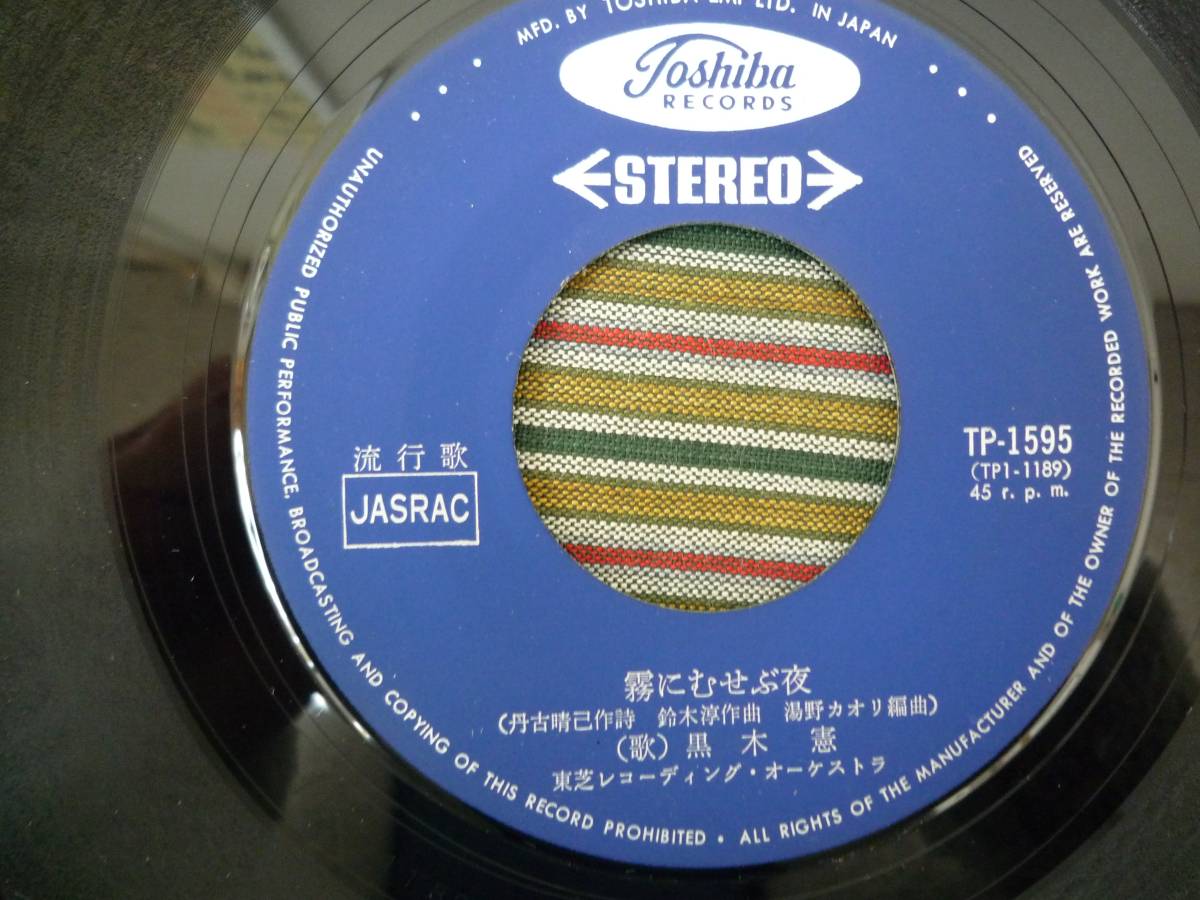 MFD. BY TOSHIBA EMI LTD. IN JAPAN
Toshiba
RECORDS
STEREO
UNAUTHORIZED PUBLIC PERFORMANCE, BROADCASTING AND COPYING OF THIS RECORD PROHIBITED • ALL RIGHTS OF THE MANUFACTURER AND OF THE OWNER OF THE RECORDED WORK ARE RESERVED
流行歌
JASRAC
TP-1595
(TP1-1189)
45 r. p. m.
霧にむせぶ夜
(丹古晴己作詩 鈴木淳作曲 湯野カオリ編曲)
(歌) 黒木 憲
東芝レコーディング・オーケストラ